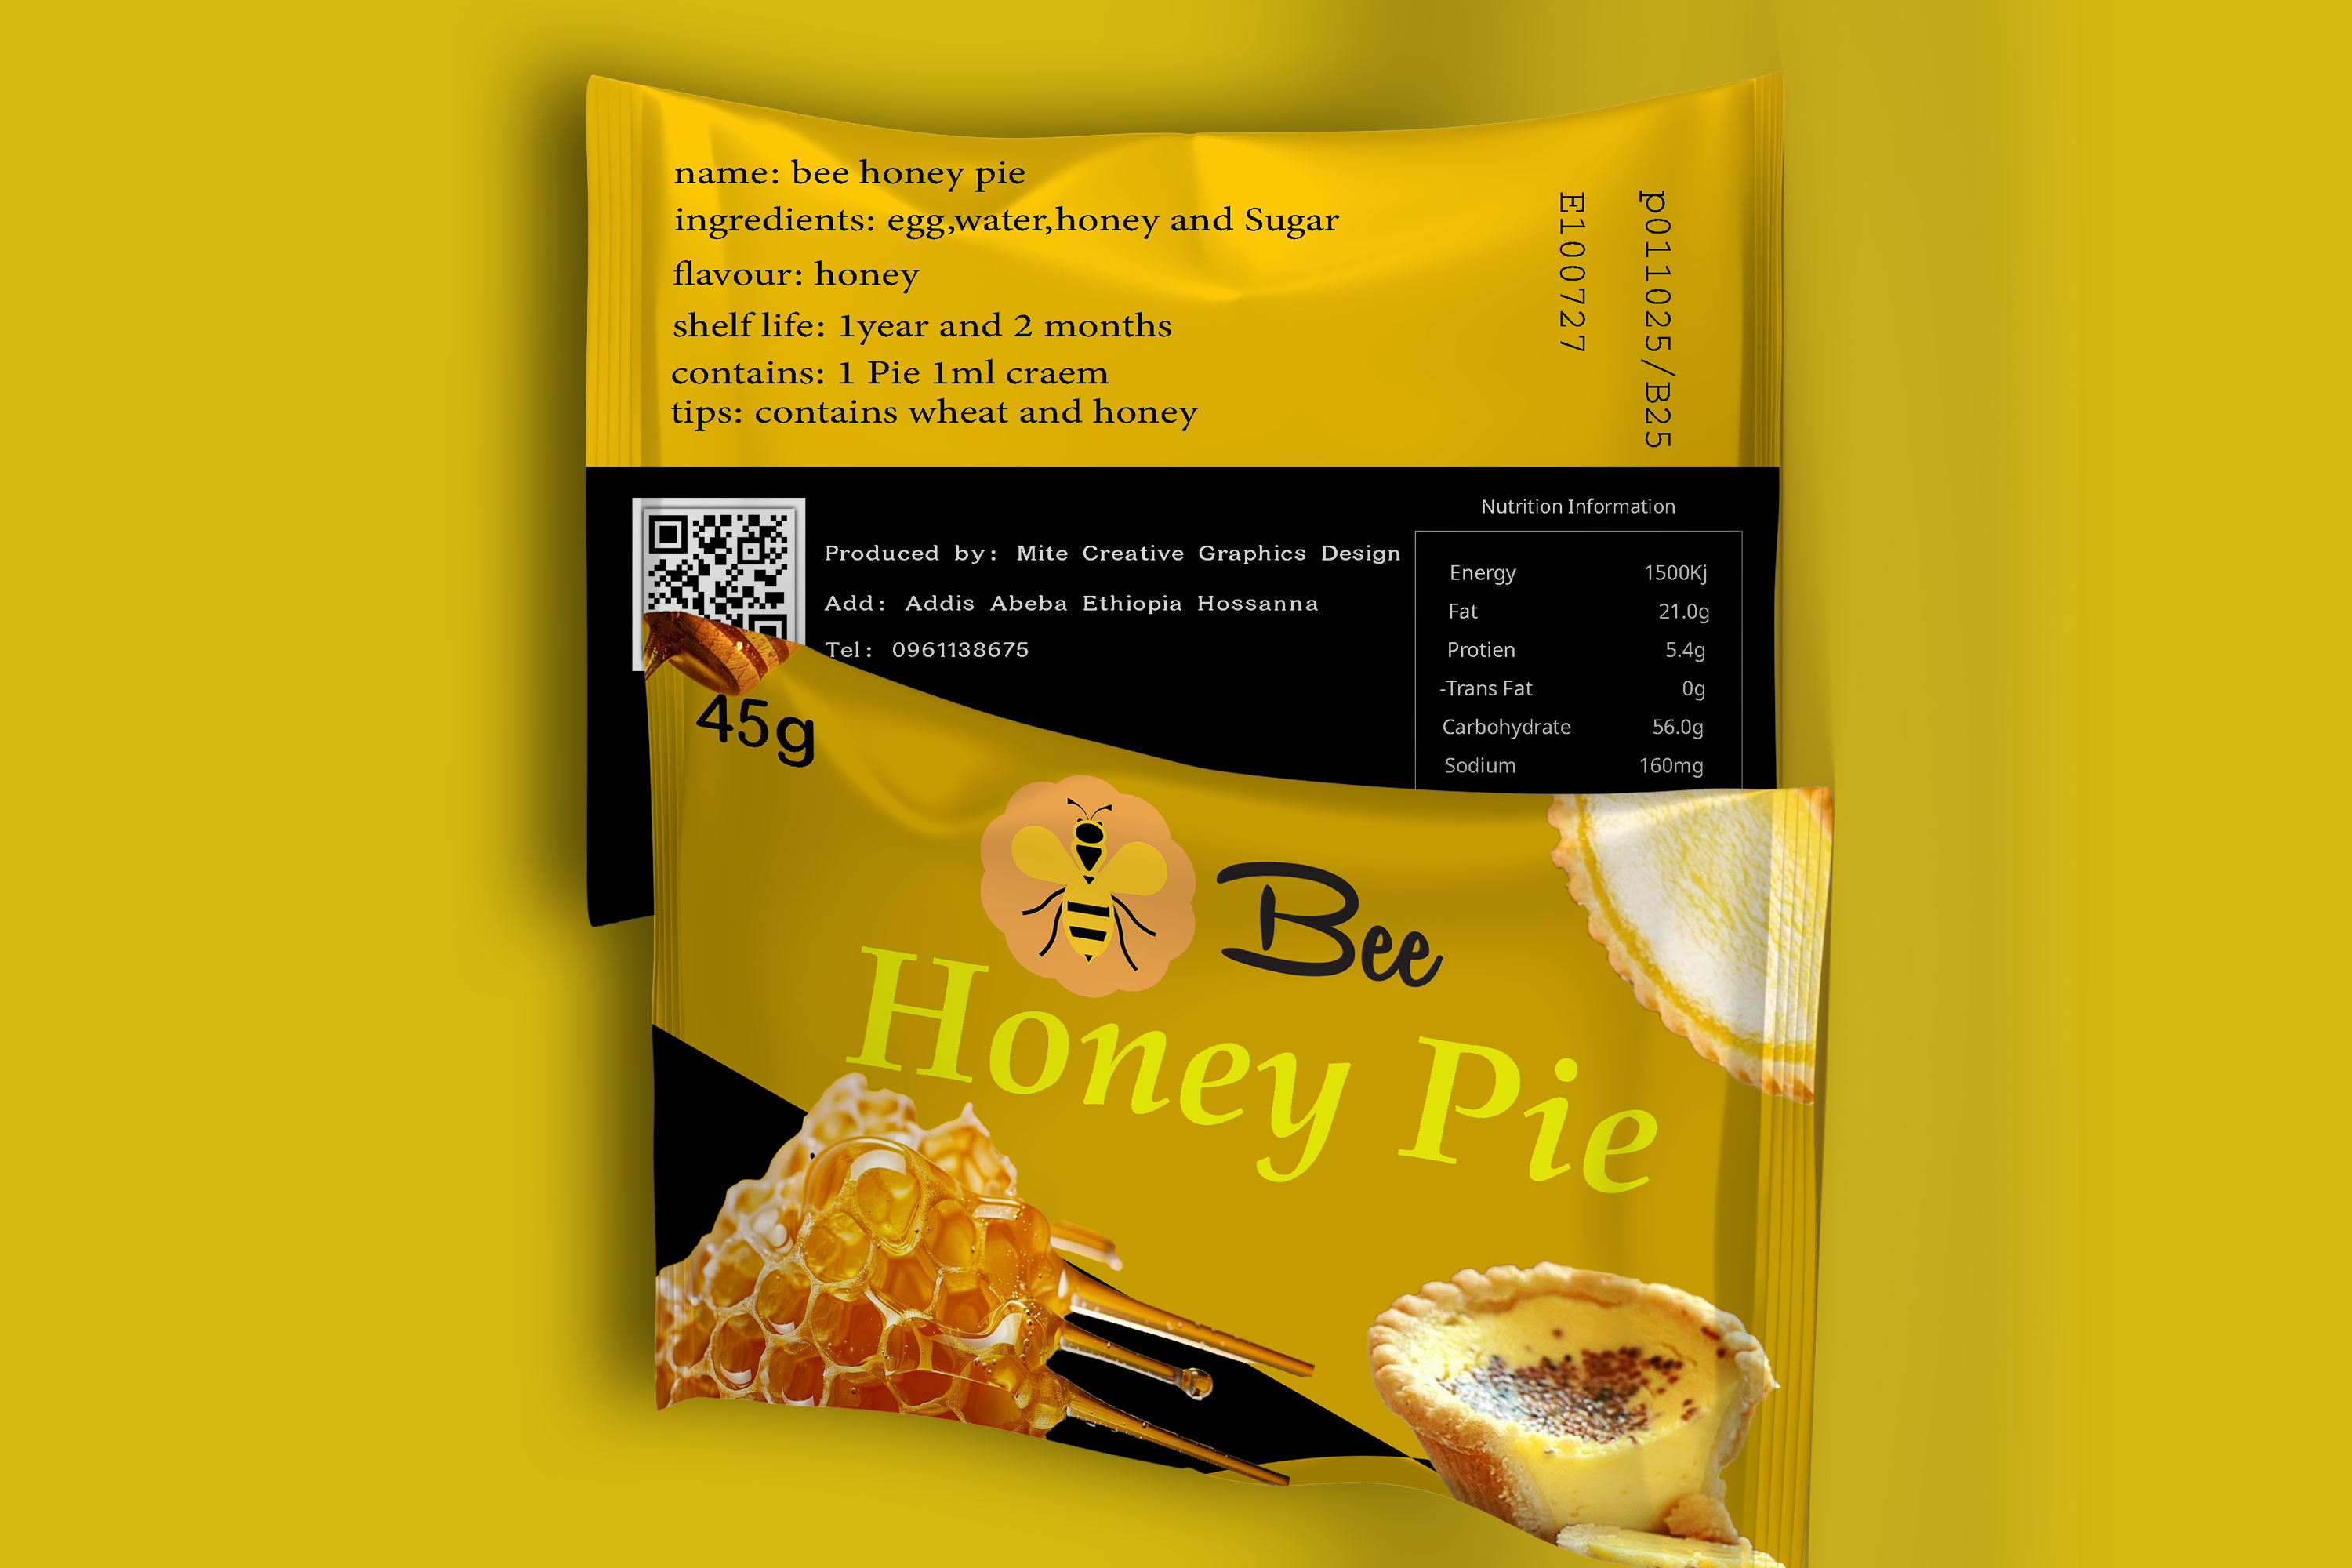 name: bee honey pie
ingredients: egg,water,honey and Sugar
flavour: honey
shelf life: 1year and 2 months
contains: 1 Pie 1ml craem
tips: contains wheat and honey
E100727
p011025/B25
Produced by: Mite Creative Graphics Design
Add: Addis Abeba Ethiopia Hossanna
Tel: 0961138675
Nutrition Information
Energy 1500Kj
Fat 21.0g
Protien 5.4g
-Trans Fat 0g
Carbohydrate 56.0g
Sodium 160mg
45g
Bee
Honey Pie